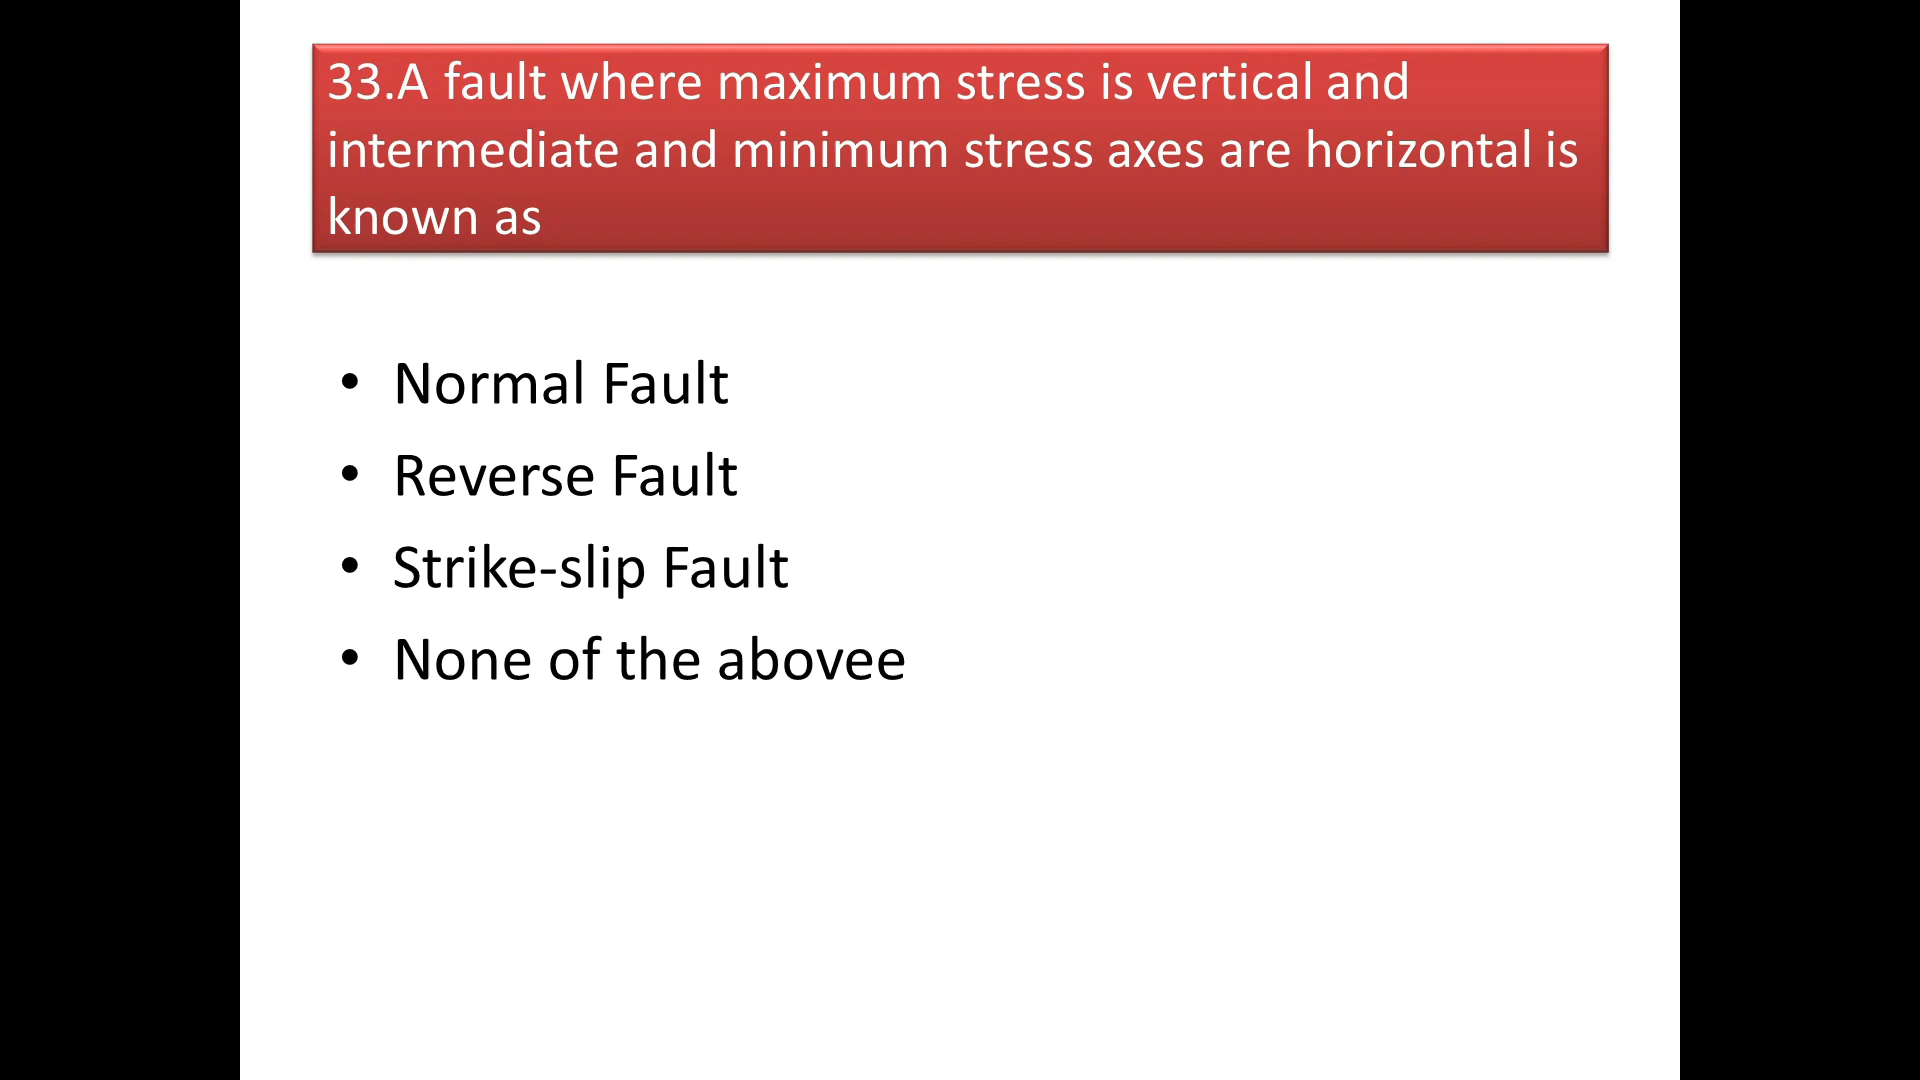 33.A fault where maximum stress is vertical and
intermediate and minimum stress axes are horizontal is
known as
• Normal Fault
• Reverse Fault
• Strike-slip Fault
• None of the abovee